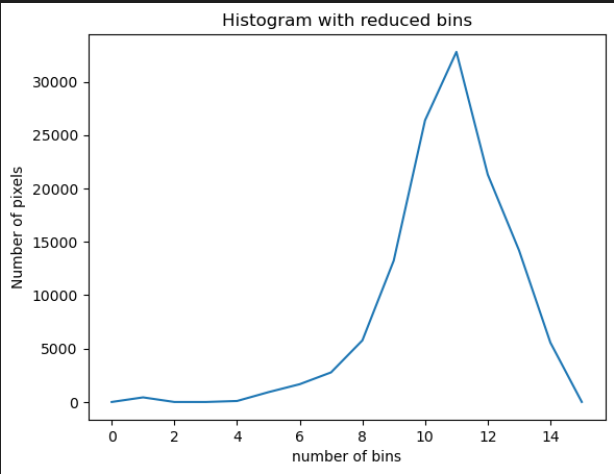 Histogram with reduced bins
Number of pixels
30000
25000
20000
15000
10000
5000
0
0 2 4 6 8 10 12 14
number of bins